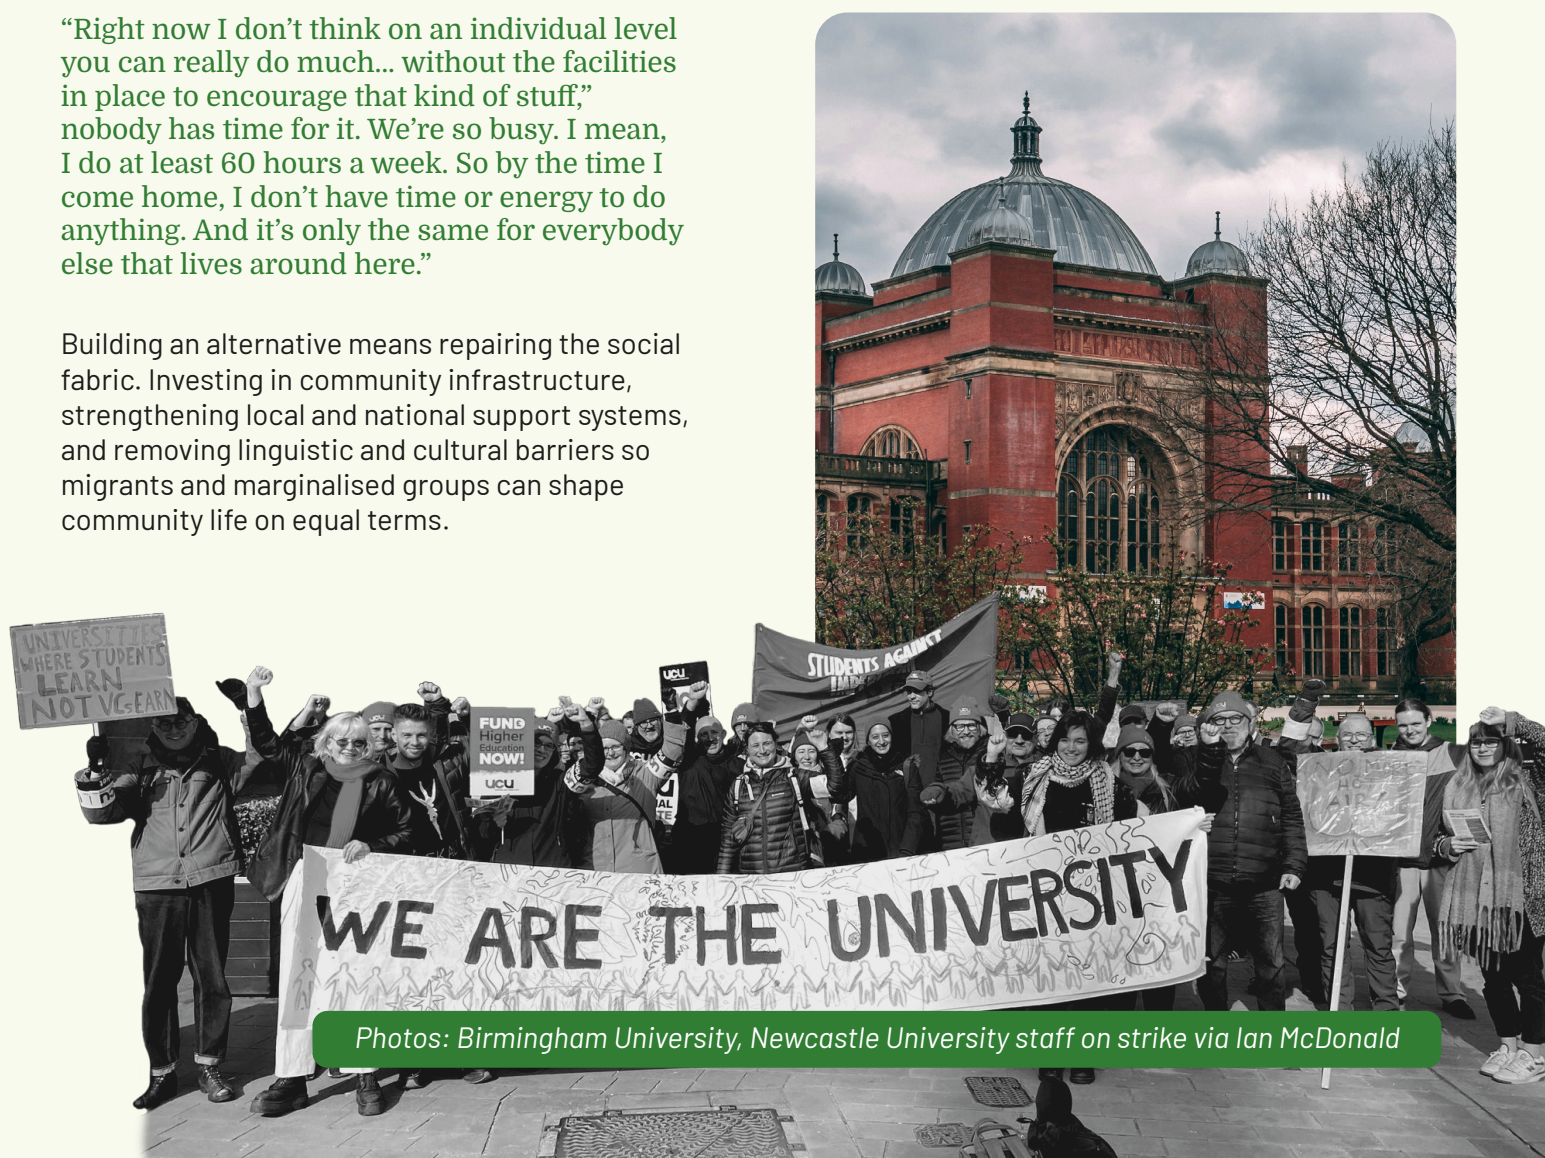 “Right now I don’t think on an individual level
you can really do much... without the facilities
in place to encourage that kind of stuff,”
nobody has time for it. We’re so busy. I mean,
I do at least 60 hours a week. So by the time I
come home, I don’t have time or energy to do
anything. And it’s only the same for everybody
else that lives around here.”
Building an alternative means repairing the social
fabric. Investing in community infrastructure,
strengthening local and national support systems,
and removing linguistic and cultural barriers so
migrants and marginalised groups can shape
community life on equal terms.
UNIVERSITIES
WHERE STUDENTS
LEARN
NOT VCs EARN
ucu
STUDENTS AGAINST
FUND
Higher
Education
NOW!
ucu
WE ARE THE UNIVERSITY
Photos: Birmingham University, Newcastle University staff on strike via Ian McDonald